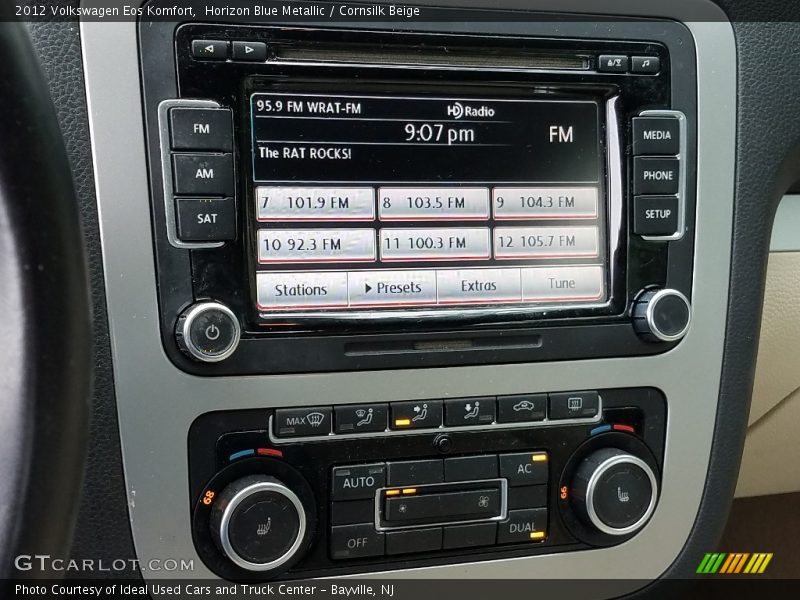 2012 Volkswagen Eos Komfort,  Horizon Blue Metallic / Cornsilk Beige
95.9 FM WRAT-FM
HD Radio
9:07 pm
FM
The RAT ROCKS!
7 101.9 FM
8 103.5 FM
9 104.3 FM
10 92.3 FM
11 100.3 FM
12 105.7 FM
Stations
Presets
Extras
Tune
FM
AM
SAT
MEDIA
PHONE
SETUP
MAX
AUTO
AC
OFF
DUAL
68
66
GTCARLOT.COM
Photo Courtesy of Ideal Used Cars and Truck Center – Bayville, NJ